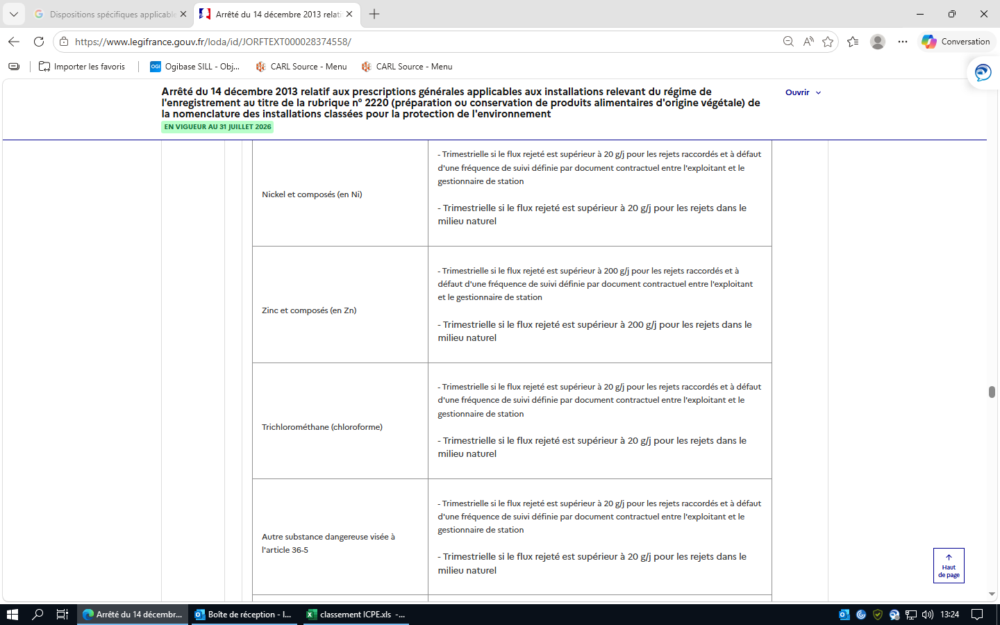 Dispositions spécifiques applicable
Arrêté du 14 décembre 2013 relati
https://www.legifrance.gouv.fr/loda/id/JORFTEXT000028374558/
Conversation
Importer les favoris
OGI
Ogibase SILL - Obj...
CARL Source - Menu
CARL Source - Menu
Arrêté du 14 décembre 2013 relatif aux prescriptions générales applicables aux installations relevant du régime de
l'enregistrement au titre de la rubrique n° 2220 (préparation ou conservation de produits alimentaires d'origine végétale) de
la nomenclature des installations classées pour la protection de l'environnement
EN VIGUEUR AU 31 JUILLET 2026
Ouvrir
Nickel et composés (en Ni)
- Trimestrielle si le flux rejeté est supérieur à 20 g/j pour les rejets raccordés et à défaut
d'une fréquence de suivi définie par document contractuel entre l'exploitant et le
gestionnaire de station
- Trimestrielle si le flux rejeté est supérieur à 20 g/j pour les rejets dans le
milieu naturel
Zinc et composés (en Zn)
- Trimestrielle si le flux rejeté est supérieur à 200 g/j pour les rejets raccordés et à
défaut d'une fréquence de suivi définie par document contractuel entre l'exploitant
et le gestionnaire de station
- Trimestrielle si le flux rejeté est supérieur à 200 g/j pour les rejets dans le
milieu naturel
Trichlorométhane (chloroforme)
- Trimestrielle si le flux rejeté est supérieur à 20 g/j pour les rejets raccordés et à défaut
d'une fréquence de suivi définie par document contractuel entre l'exploitant et le
gestionnaire de station
- Trimestrielle si le flux rejeté est supérieur à 20 g/j pour les rejets dans le
milieu naturel
Autre substance dangereuse visée à
l'article 36-5
- Trimestrielle si le flux rejeté est supérieur à 20 g/j pour les rejets raccordés et à défaut
d'une fréquence de suivi définie par document contractuel entre l'exploitant et le
gestionnaire de station
- Trimestrielle si le flux rejeté est supérieur à 20 g/j pour les rejets dans le
milieu naturel
Haut
de page
Arrêté du 14 décembr...
Boîte de réception - I...
classement ICPE.xls -...
13:24